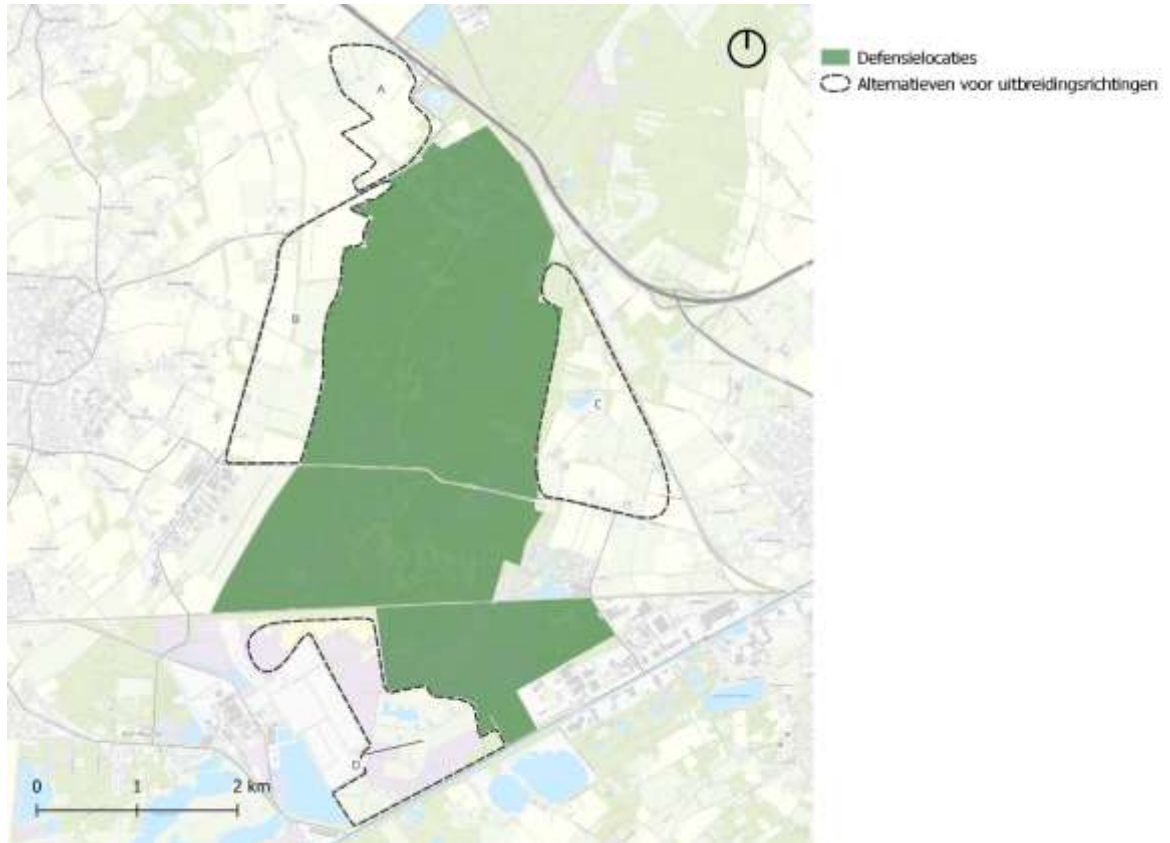 Defensielocaties
Alternatieven voor uitbreidingsrichtingen
A
B
C
D
0 1 2 km